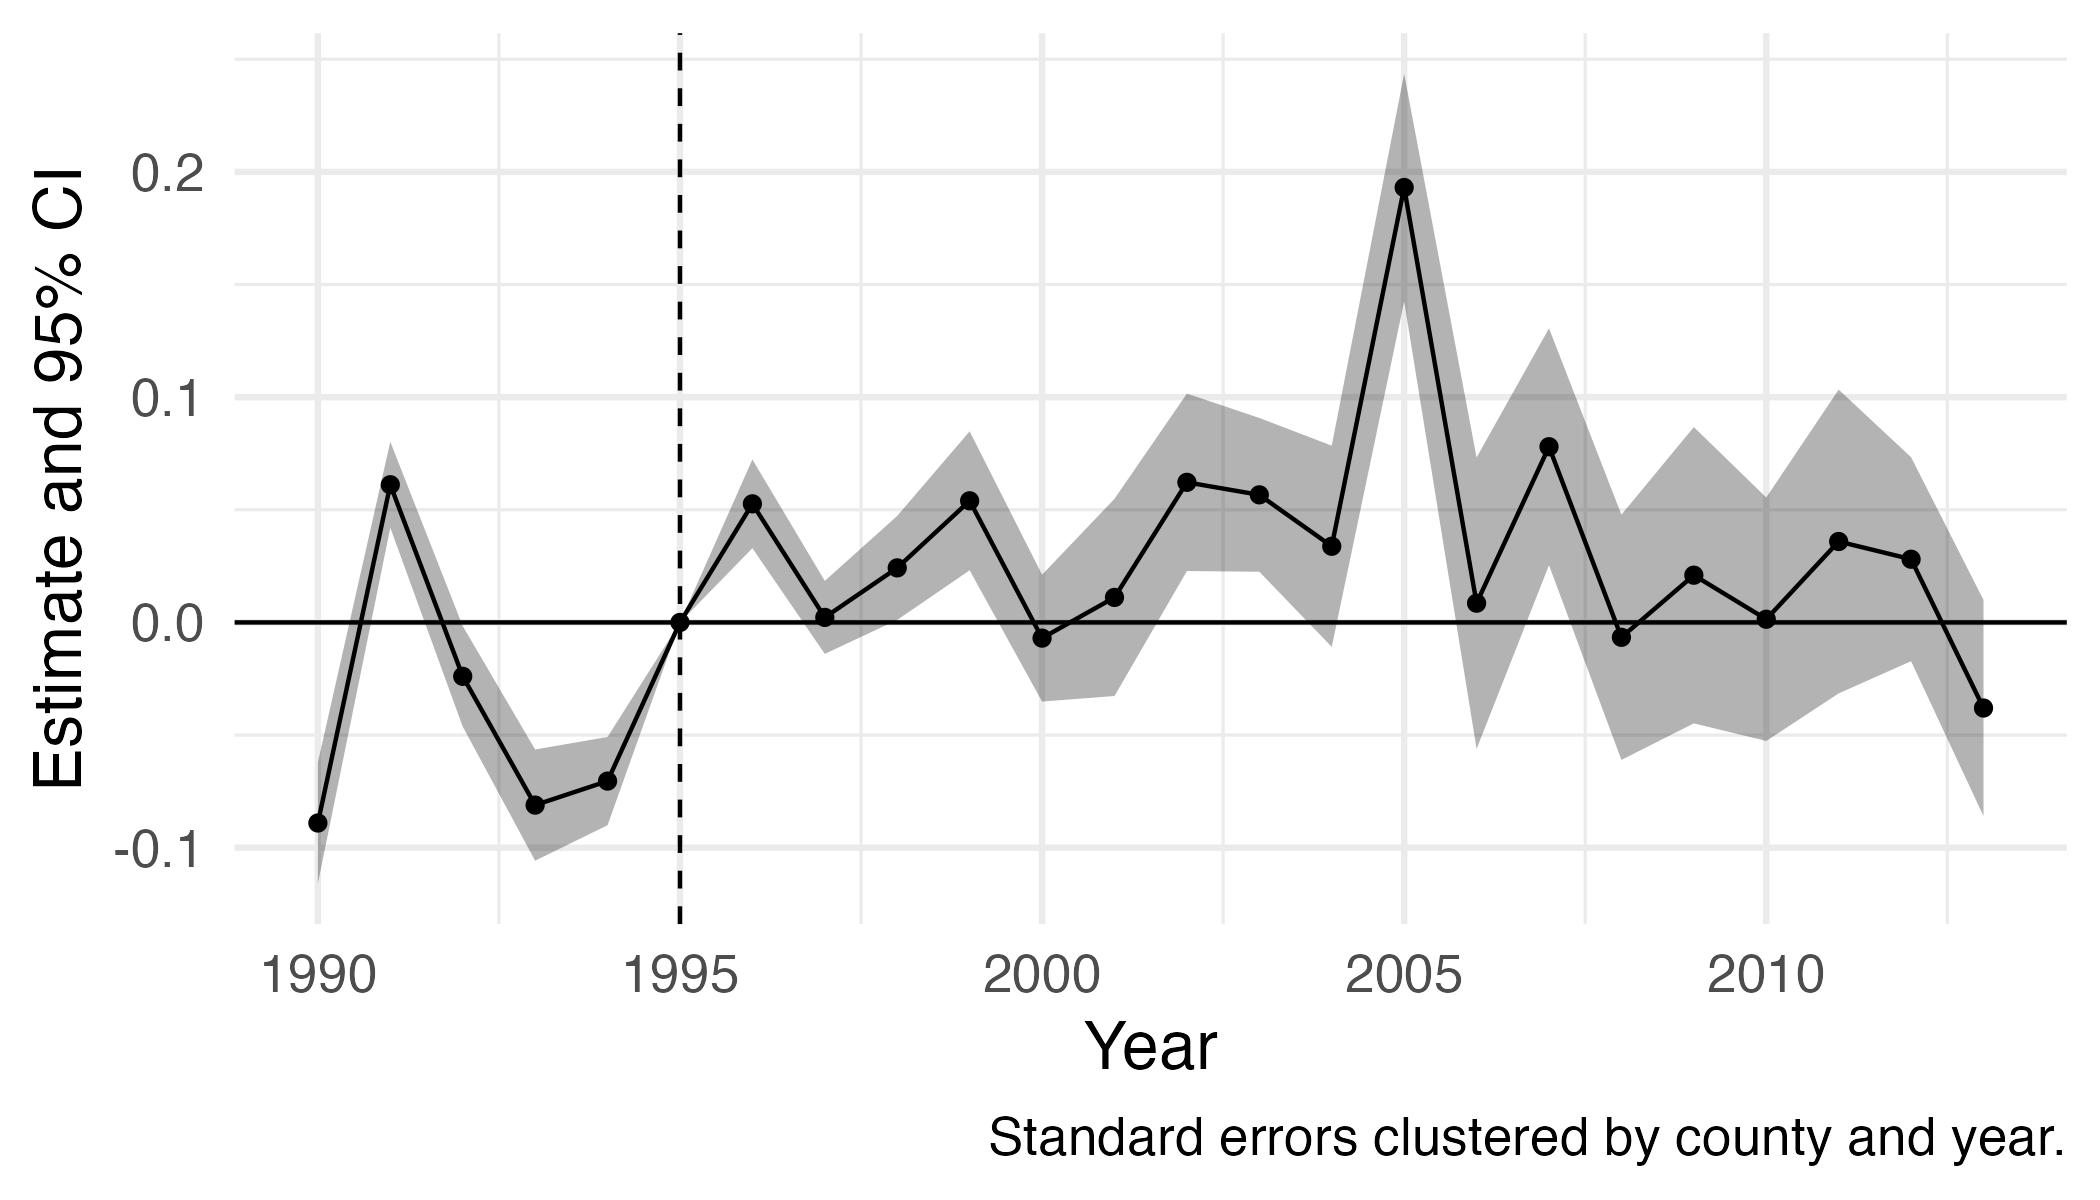 Estimate and 95% CI
0.2
0.1
0.0
-0.1
1990 1995 2000 2005 2010
Year
Standard errors clustered by county and year.